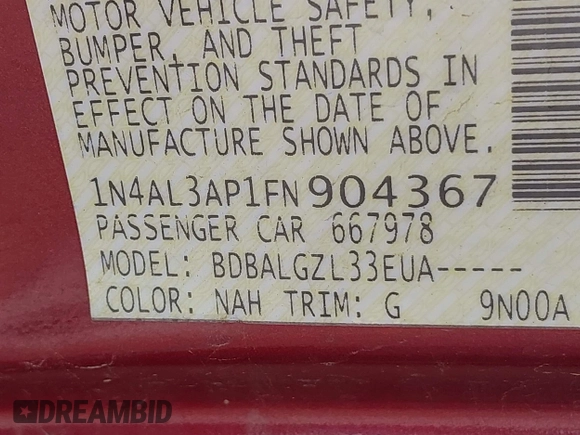 MOTOR VEHICLE SAFETY,
BUMPER, AND THEFT
PREVENTION STANDARDS IN
EFFECT ON THE DATE OF
MANUFACTURE SHOWN ABOVE.
1N4AL3AP1FN904367
PASSENGER CAR 667978
MODEL: BDBALGZL33EUA-----
COLOR: NAH TRIM: G 9N00A
DREAMBID